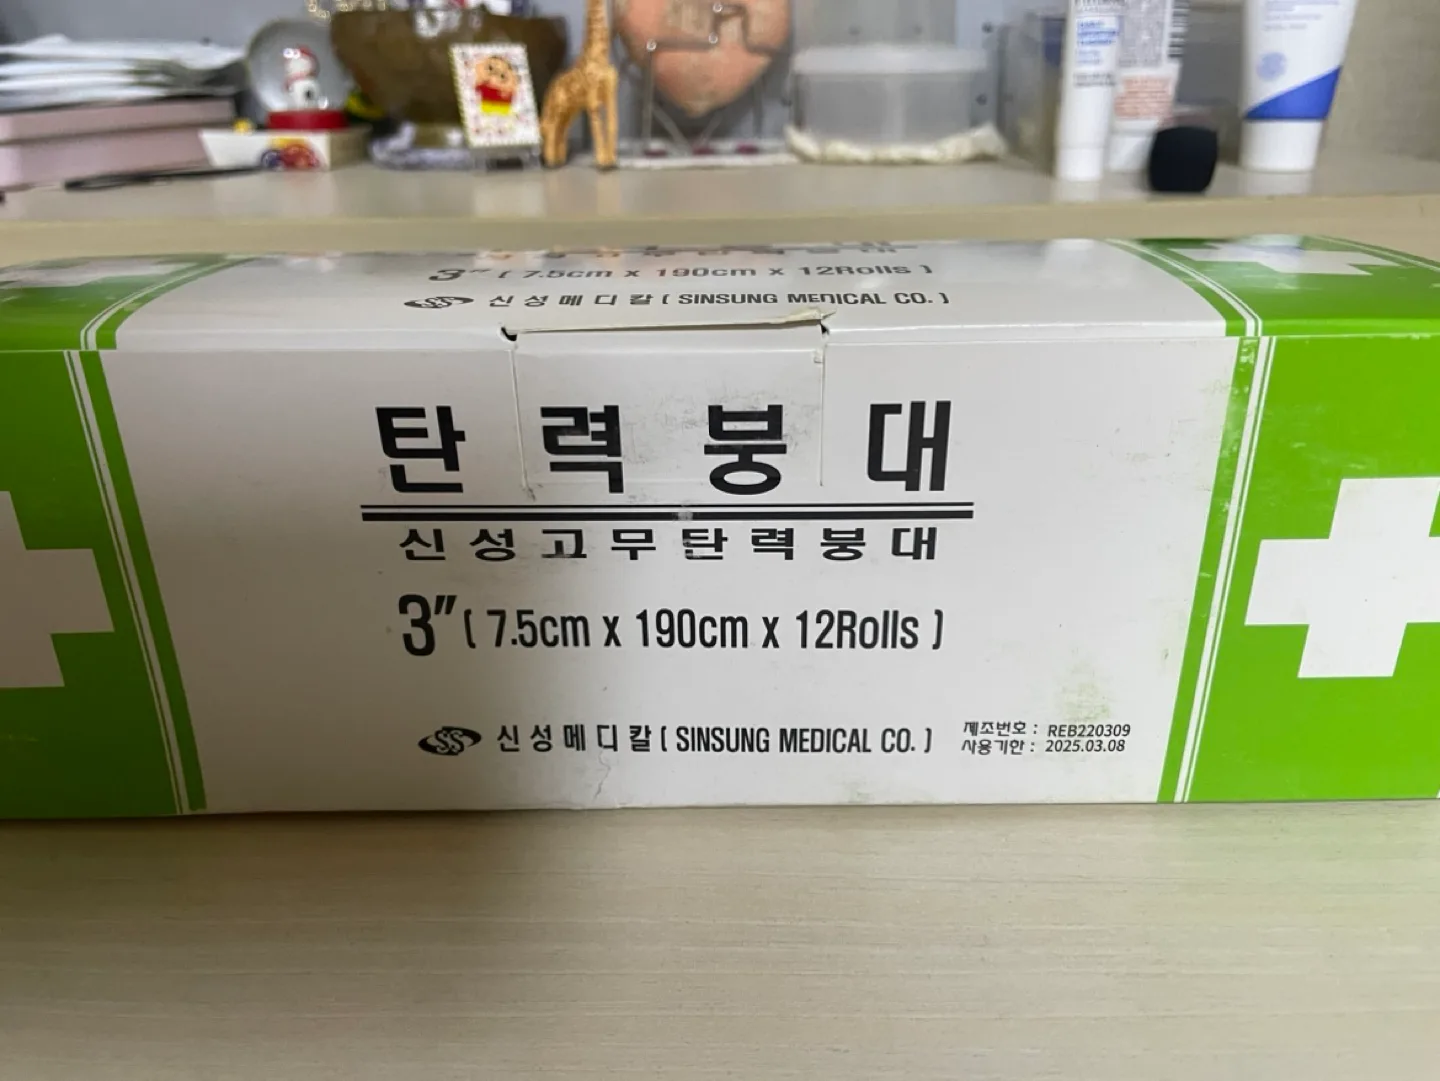 3″ ( 7.5cm x 190cm x 12Rolls )
신성메디칼 ( SINSUNG MEDICAL CO. )
탄력붕대
신성고무탄력붕대
3″ ( 7.5cm x 190cm x 12Rolls )
SS 신성메디칼 ( SINSUNG MEDICAL CO. )
제조번호 : REB220309
사용기한 : 2025.03.08